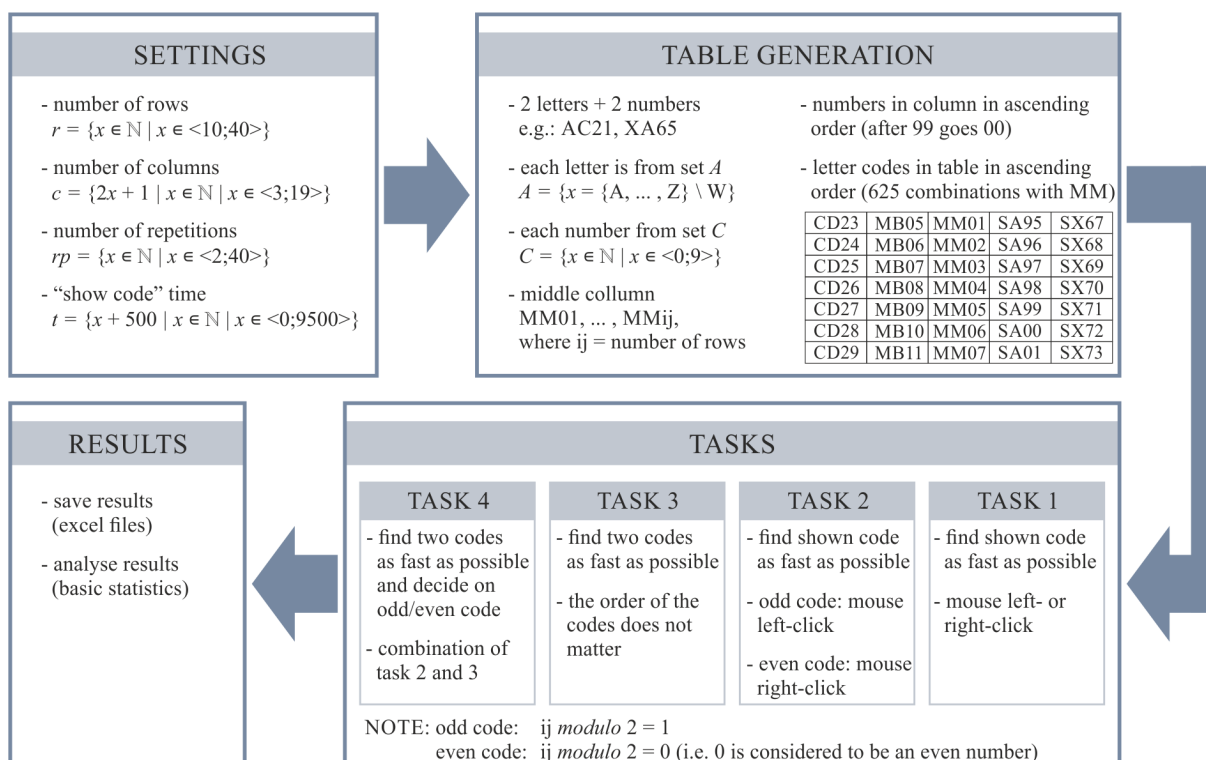 SETTINGS
- number of rows
r = {x ∈ ℕ | x ∈ <10;40>}
- number of columns
c = {2x + 1 | x ∈ ℕ | x ∈ <3;19>}
- number of repetitions
rp = {x ∈ ℕ | x ∈ <2;40>}
- “show code” time
t = {x + 500 | x ∈ ℕ | x ∈ <0;9500>}
TABLE GENERATION
- 2 letters + 2 numbers
e.g.: AC21, XA65
- each letter is from set A
A = {x = {A, ... , Z} \ W}
- each number from set C
C = {x ∈ ℕ | x ∈ <0;9>}
- middle collumn
MM01, ... , MMij,
where ij = number of rows
- numbers in column in ascending
order (after 99 goes 00)
- letter codes in table in ascending
order (625 combinations with MM)
CD23 MB05 MM01 SA95 SX67
CD24 MB06 MM02 SA96 SX68
CD25 MB07 MM03 SA97 SX69
CD26 MB08 MM04 SA98 SX70
CD27 MB09 MM05 SA99 SX71
CD28 MB10 MM06 SA00 SX72
CD29 MB11 MM07 SA01 SX73
RESULTS
- save results
(excel files)
- analyse results
(basic statistics)
TASKS
TASK 4
- find two codes
as fast as possible
and decide on
odd/even code
- combination of
task 2 and 3
TASK 3
- find two codes
as fast as possible
- the order of the
codes does not
matter
TASK 2
- find shown code
as fast as possible
- odd code: mouse
left-click
- even code: mouse
right-click
TASK 1
- find shown code
as fast as possible
- mouse left- or
right-click
NOTE: odd code: ij modulo 2 = 1
even code: ij modulo 2 = 0 (i.e. 0 is considered to be an even number)